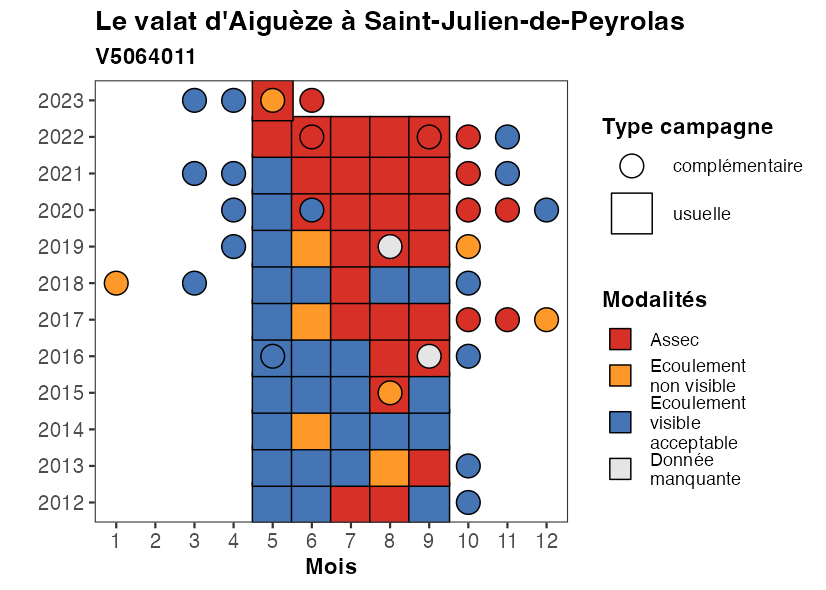 Le valat d'Aiguèze à Saint-Julien-de-Peyrolas
V5064011
2023
2022
2021
2020
2019
2018
2017
2016
2015
2014
2013
2012
1 2 3 4 5 6 7 8 9 10 11 12
Mois
Type campagne
complémentaire
usuelle
Modalités
Assec
Ecoulement
non visible
Ecoulement
visible
acceptable
Donnée
manquante